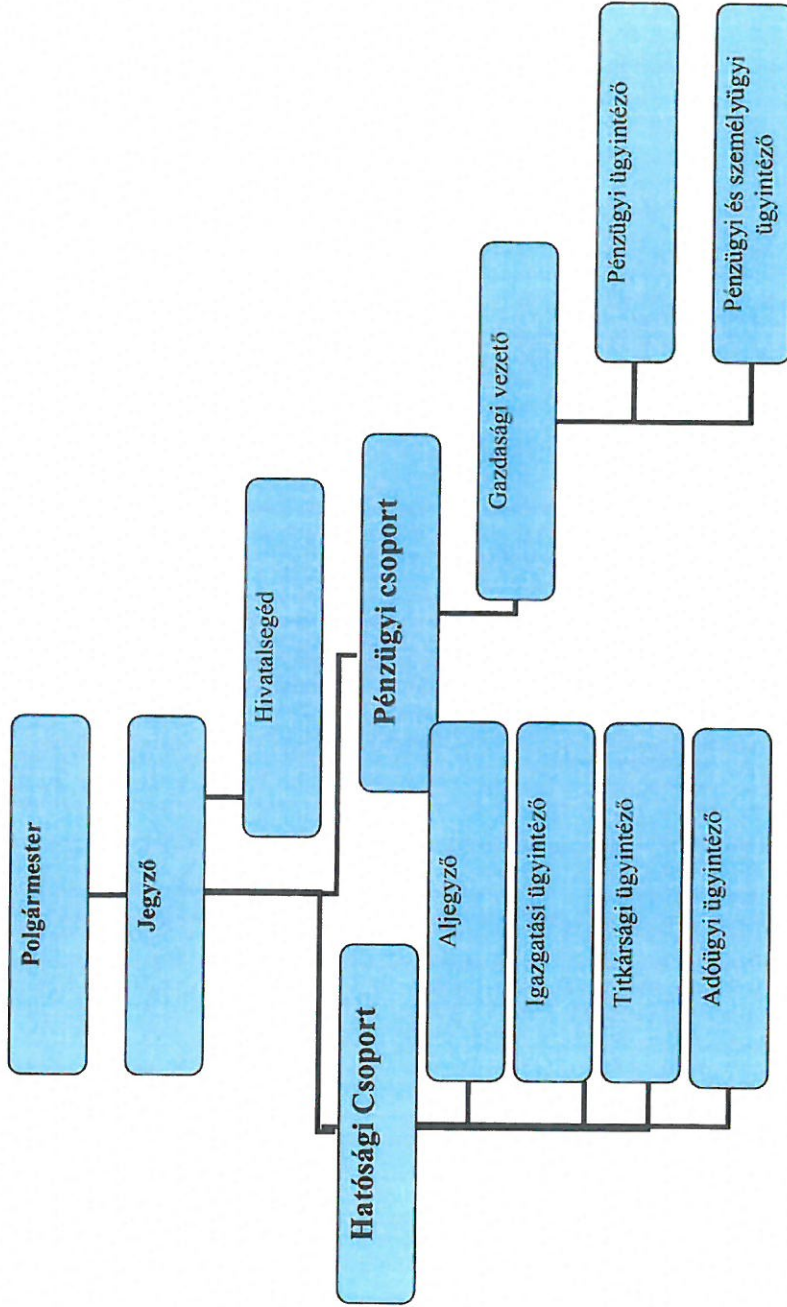 Polgármester
Jegyző
Hivatalsegéd
Hatósági Csoport
Aljegyző
Igazgatási ügyintéző
Titkársági ügyintéző
Adóügyi ügyintéző
Pénzügyi csoport
Gazdasági vezető
Pénzügyi ügyintéző
Pénzügyi és személyügyi
ügyintéző